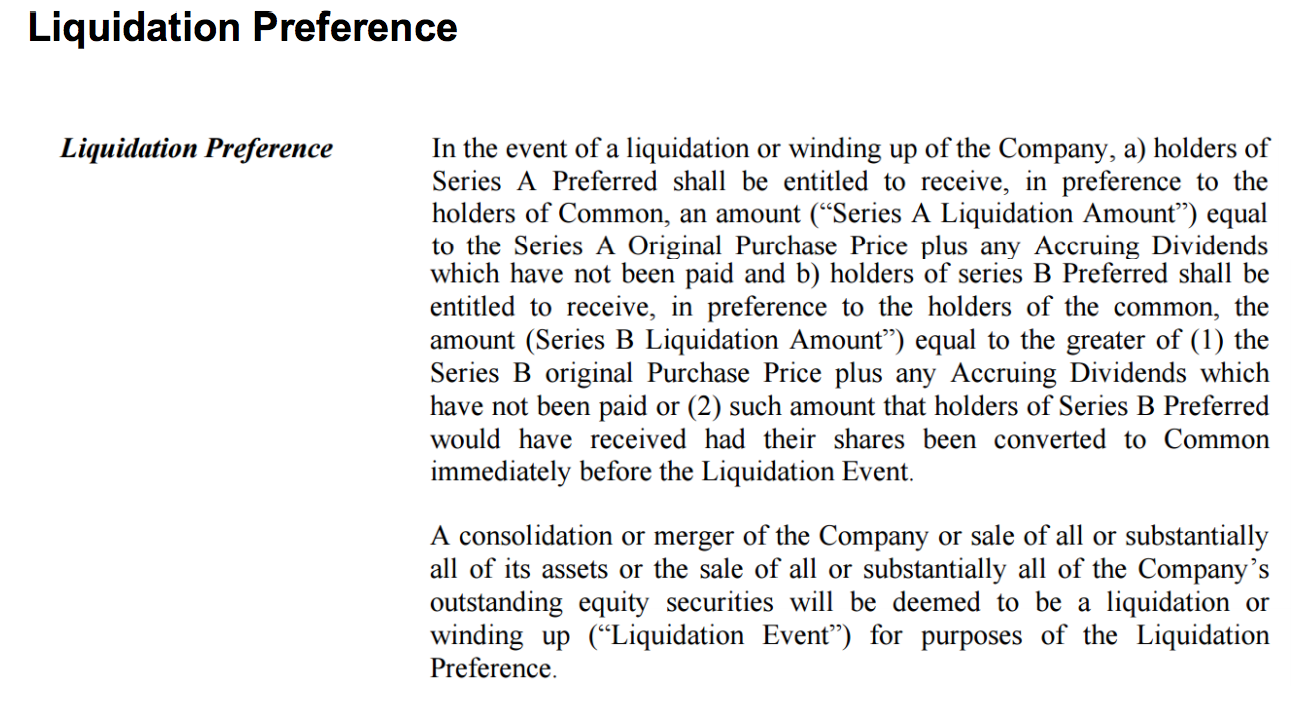 Liquidation Preference
Liquidation Preference
In the event of a liquidation or winding up of the Company, a) holders of
Series A Preferred shall be entitled to receive, in preference to the
holders of Common, an amount (“Series A Liquidation Amount”) equal
to the Series A Original Purchase Price plus any Accruing Dividends
which have not been paid and b) holders of series B Preferred shall be
entitled to receive, in preference to the holders of the common, the
amount (Series B Liquidation Amount”) equal to the greater of (1) the
Series B original Purchase Price plus any Accruing Dividends which
have not been paid or (2) such amount that holders of Series B Preferred
would have received had their shares been converted to Common
immediately before the Liquidation Event.
A consolidation or merger of the Company or sale of all or substantially
all of its assets or the sale of all or substantially all of the Company’s
outstanding equity securities will be deemed to be a liquidation or
winding up (“Liquidation Event”) for purposes of the Liquidation
Preference.